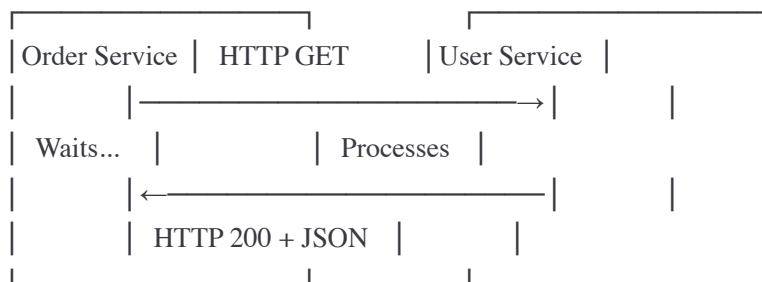 Order Service HTTP GET User Service
Waits... Processes
HTTP 200 + JSON